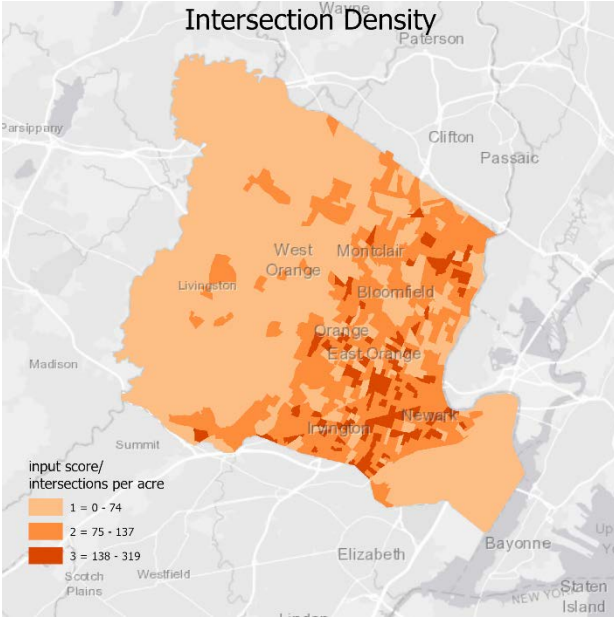 Intersection Density
Wayne
Paterson
Parsippany
Clifton
Passaic
West
Orange
Montclair
Livingston
Bloomfield
Orange
East Orange
Madison
Newark
Irvington
Summit
input score/
intersections per acre
1 = 0 - 74
2 = 75 - 137
3 = 138 - 319
Elizabeth
Bayonne
Scotch
Plains
Westfield
NEW YORK
Staten
Island
Linden